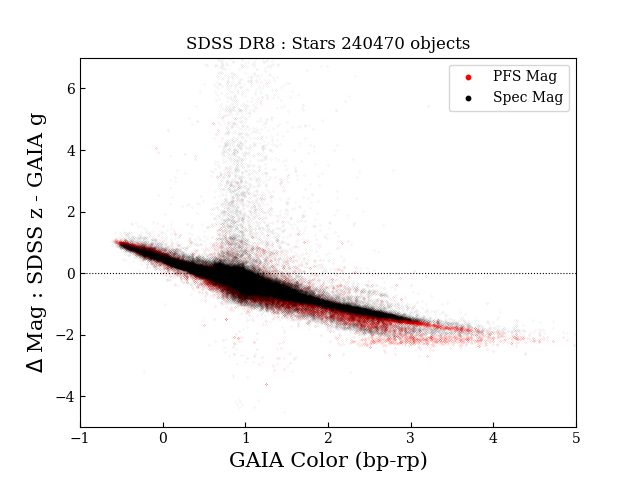 SDSS DR8 : Stars 240470 objects
PFS Mag
Spec Mag
Δ Mag : SDSS z - GAIA g
6
4
2
0
−2
−4
−1 0 1 2 3 4 5
GAIA Color (bp-rp)